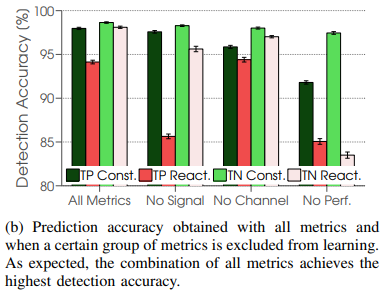 100
95
90
85
80
Detection Accuracy (%)
TP Const. TP React. TN Const. TN React.
All Metrics No Signal No Channel No Perf.
(b) Prediction accuracy obtained with all metrics and
when a certain group of metrics is excluded from learning.
As expected, the combination of all metrics achieves the
highest detection accuracy.